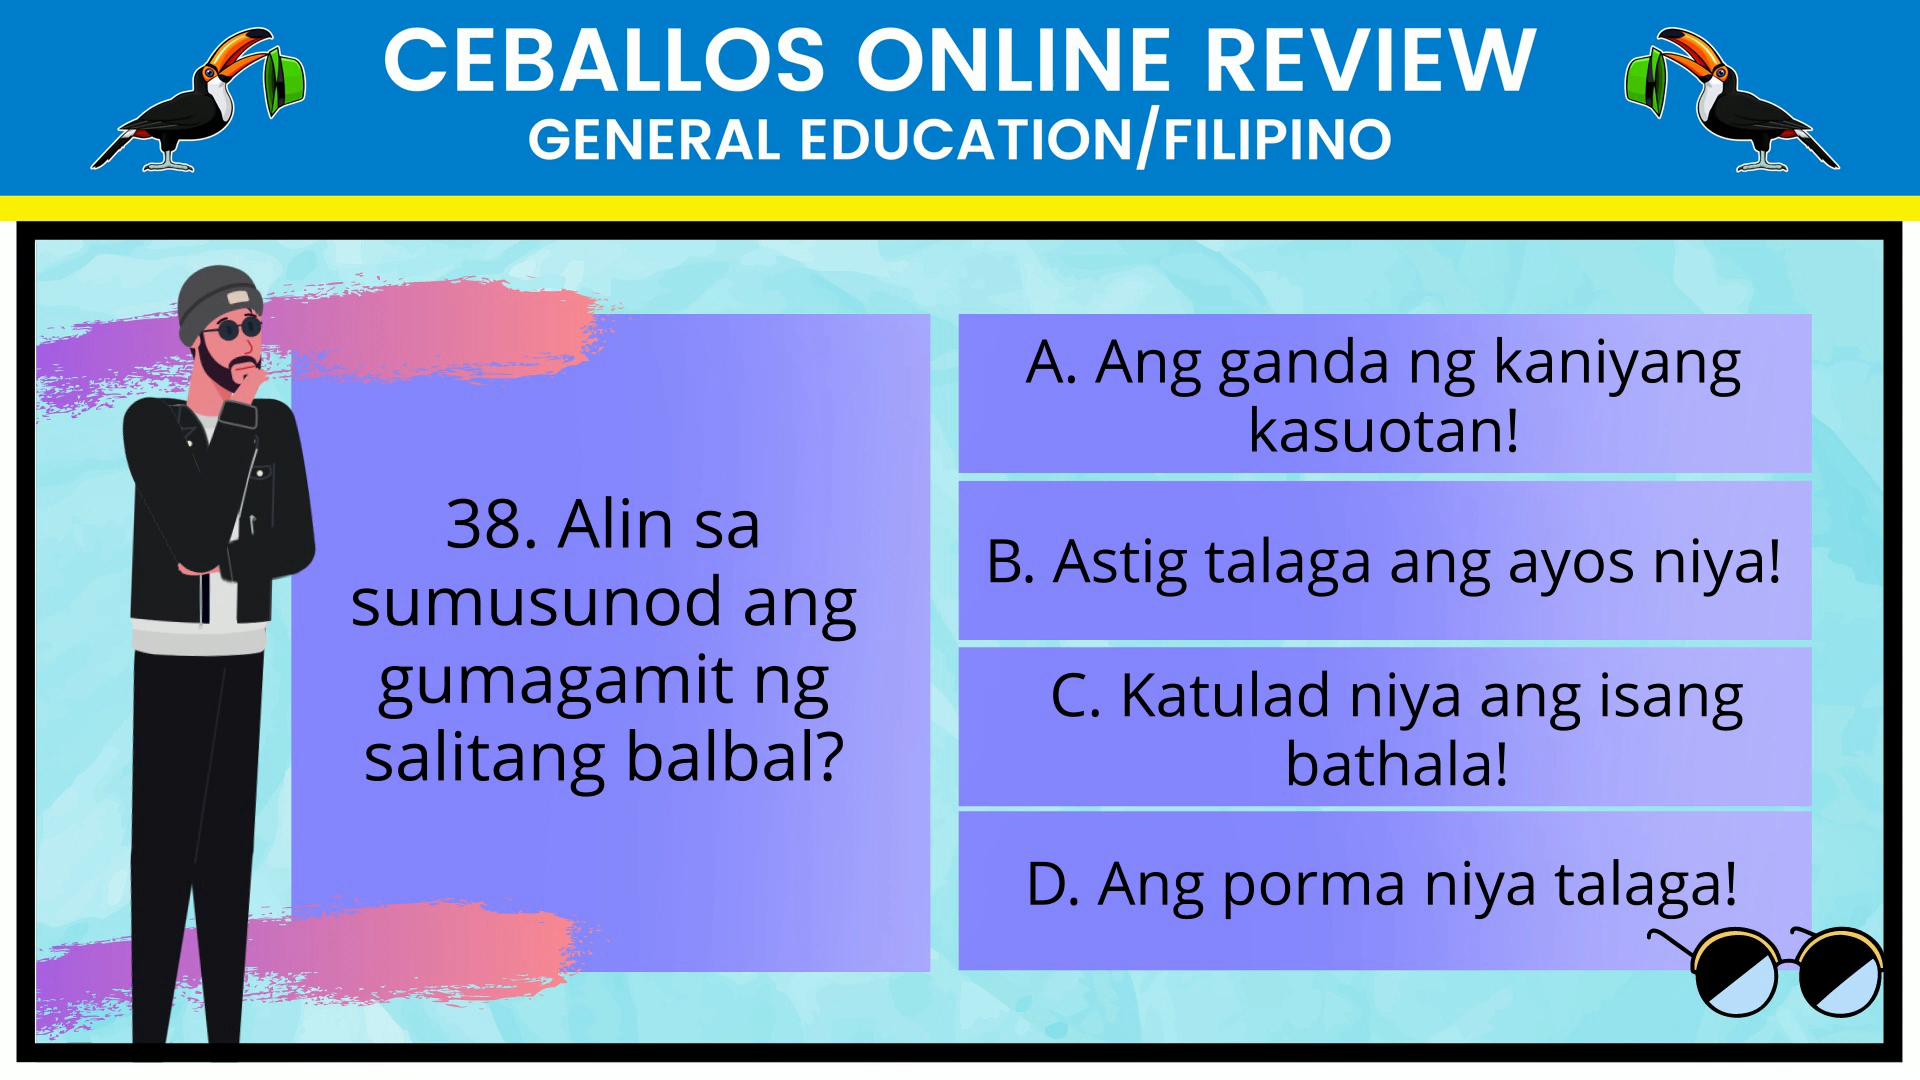 CEBALLOS ONLINE REVIEW
GENERAL EDUCATION/FILIPINO
38. Alin sa
sumusunod ang
gumagamit ng
salitang balbal?
A. Ang ganda ng kaniyang
kasuotan!
B. Astig talaga ang ayos niya!
C. Katulad niya ang isang
bathala!
D. Ang porma niya talaga!